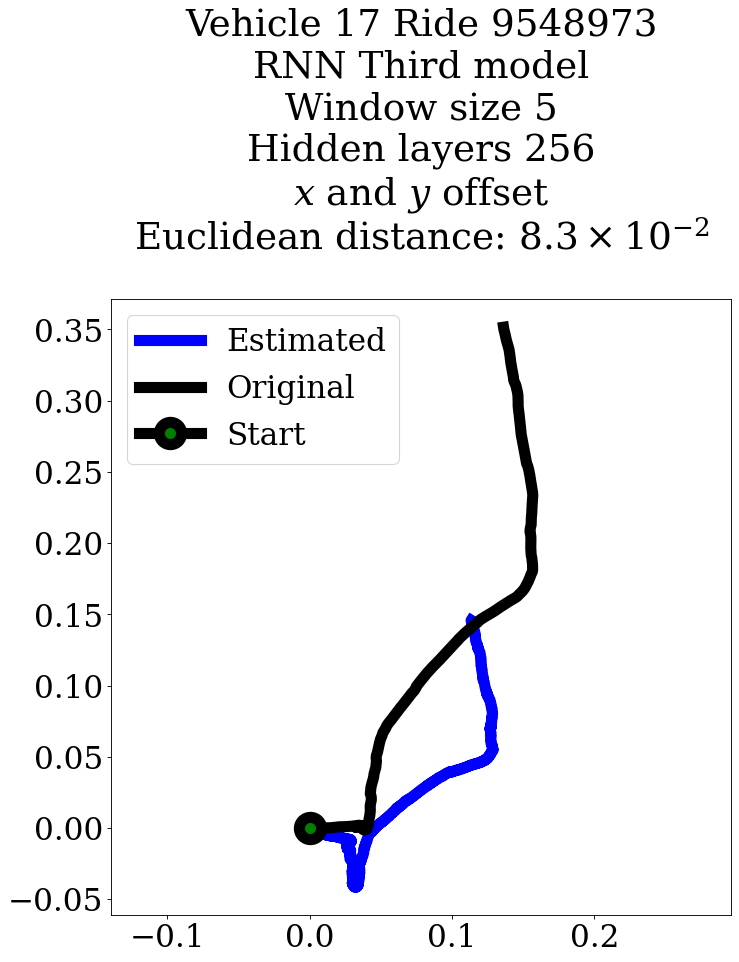 Vehicle 17 Ride 9548973
RNN Third model
Window size 5
Hidden layers 256
x and y offset
Euclidean distance: 8.3 × 10⁻²
Estimated
Original
Start
0.35
0.30
0.25
0.20
0.15
0.10
0.05
0.00
−0.05
−0.1
0.0
0.1
0.2